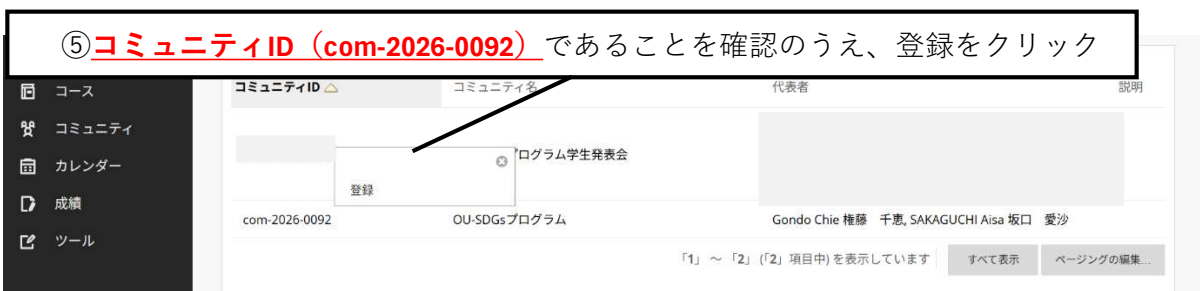 ⑤コミュニティID（com-2026-0092）であることを確認のうえ、登録をクリック
コース
コミュニティ
カレンダー
成績
ツール
コミュニティID コミュニティ名 代表者 説明
プログラム学生発表会
登録
com-2026-0092 OU-SDGsプログラム Gondo Chie 権藤　千恵, SAKAGUCHI Aisa 坂口　愛沙
「1」 ～ 「2」 (「2」 項目中) を表示しています すべて表示 ページングの編集...